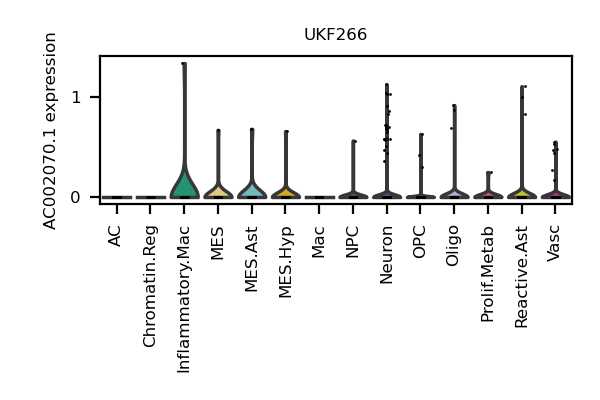 UKF266
AC002070.1 expression
1
0
AC
Chromatin.Reg
Inflammatory.Mac
MES
MES.Ast
MES.Hyp
Mac
NPC
Neuron
OPC
Oligo
Prolif.Metab
Reactive.Ast
Vasc